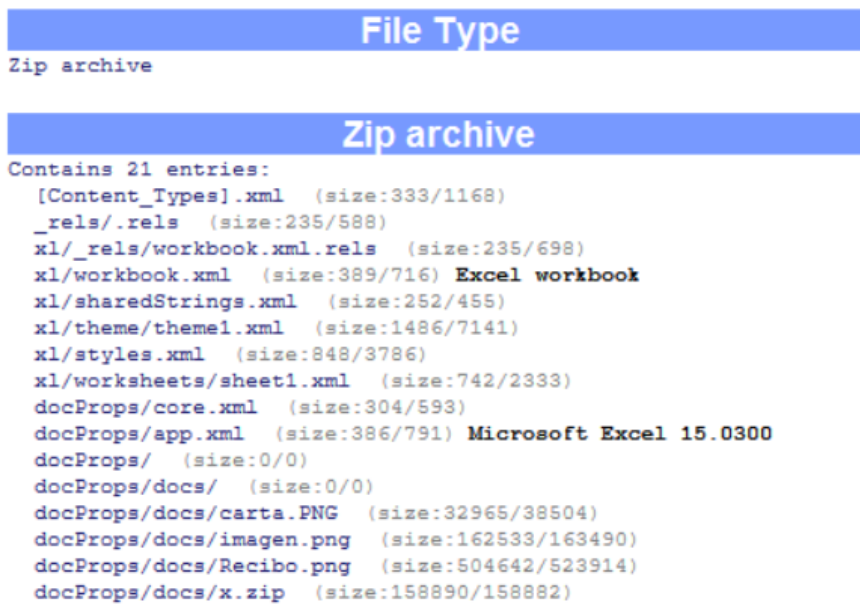 File Type
Zip archive
Zip archive
Contains 21 entries:
[Content_Types].xml (size:333/1168)
_rels/.rels (size:235/588)
xl/_rels/workbook.xml.rels (size:235/698)
xl/workbook.xml (size:389/716) Excel workbook
xl/sharedStrings.xml (size:252/455)
xl/theme/theme1.xml (size:1486/7141)
xl/styles.xml (size:848/3786)
xl/worksheets/sheet1.xml (size:742/2333)
docProps/core.xml (size:304/593)
docProps/app.xml (size:386/791) Microsoft Excel 15.0300
docProps/ (size:0/0)
docProps/docs/ (size:0/0)
docProps/docs/carta.PNG (size:32965/38504)
docProps/docs/imagen.png (size:162533/163490)
docProps/docs/Recibo.png (size:504642/523914)
docProps/docs/x.zip (size:158890/158882)